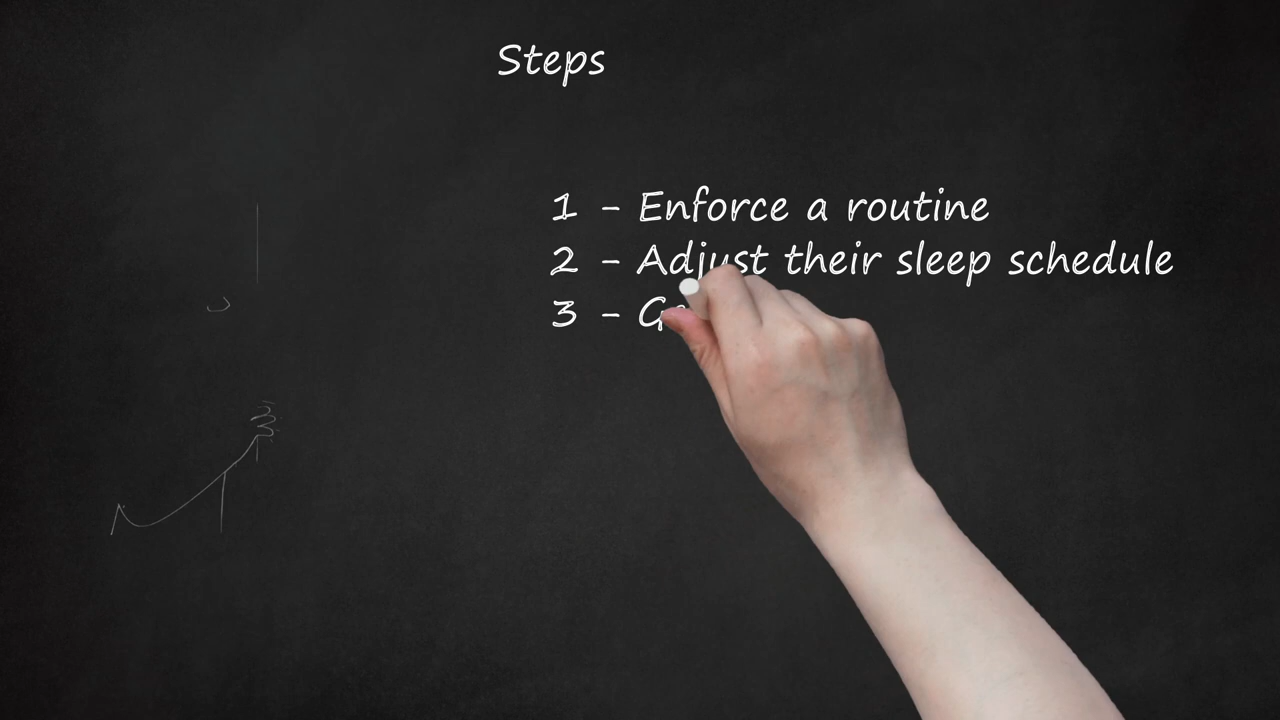 Steps
1 - Enforce a routine
2 - Adjust their sleep schedule
3 -